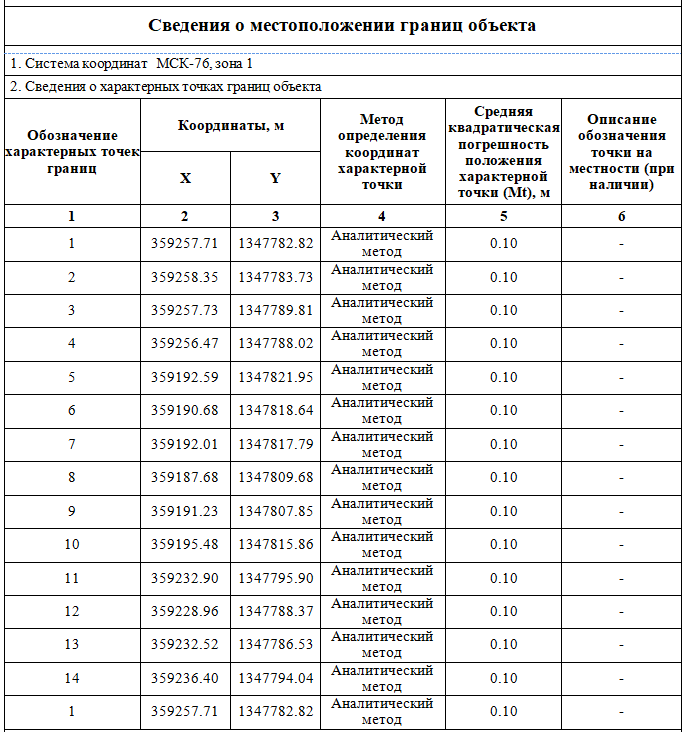 Сведения о местоположении границ объекта
1. Система координат МСК-76, зона 1
2. Сведения о характерных точках границ объекта
Обозначение характерных точек границ
Координаты, м
Метод определения координат характерной точки
Средняя квадратическая погрешность положения характерной точки (Mt), м
Описание обозначения точки на местности (при наличии)
X Y
1 2 3 4 5 6
1 359257.71 1347782.82 Аналитический метод 0.10 -
2 359258.35 1347783.73 Аналитический метод 0.10 -
3 359257.73 1347789.81 Аналитический метод 0.10 -
4 359256.47 1347788.02 Аналитический метод 0.10 -
5 359192.59 1347821.95 Аналитический метод 0.10 -
6 359190.68 1347818.64 Аналитический метод 0.10 -
7 359192.01 1347817.79 Аналитический метод 0.10 -
8 359187.68 1347809.68 Аналитический метод 0.10 -
9 359191.23 1347807.85 Аналитический метод 0.10 -
10 359195.48 1347815.86 Аналитический метод 0.10 -
11 359232.90 1347795.90 Аналитический метод 0.10 -
12 359228.96 1347788.37 Аналитический метод 0.10 -
13 359232.52 1347786.53 Аналитический метод 0.10 -
14 359236.40 1347794.04 Аналитический метод 0.10 -
1 359257.71 1347782.82 Аналитический метод 0.10 -